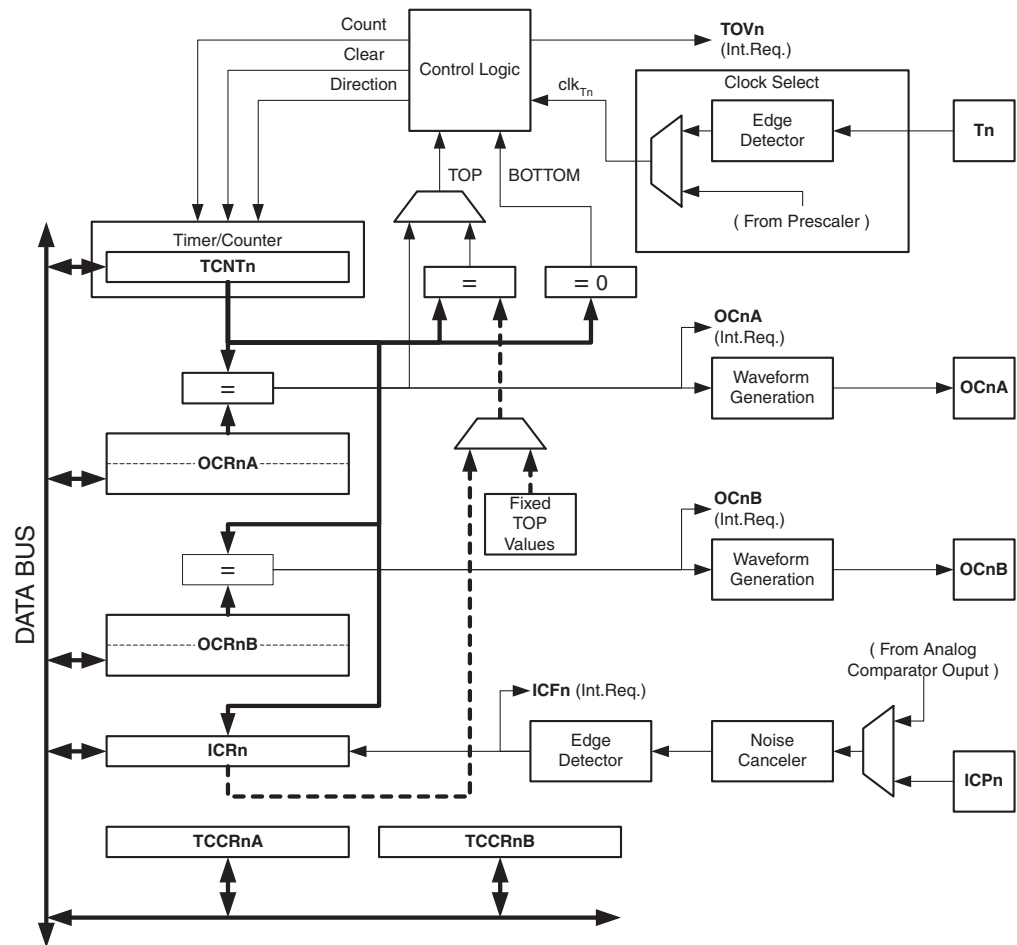 Count
Clear
Direction
Control Logic
TOVn
(Int.Req.)
clkTn
Clock Select
Edge
Detector
Tn
( From Prescaler )
TOP
BOTTOM
Timer/Counter
TCNTn
=
= 0
OCnA
(Int.Req.)
=
Waveform
Generation
OCnA
OCRnA
Fixed
TOP
Values
OCnB
(Int.Req.)
=
Waveform
Generation
OCnB
OCRnB
DATA BUS
( From Analog
Comparator Ouput )
ICFn (Int.Req.)
ICRn
Edge
Detector
Noise
Canceler
ICPn
TCCRnA
TCCRnB